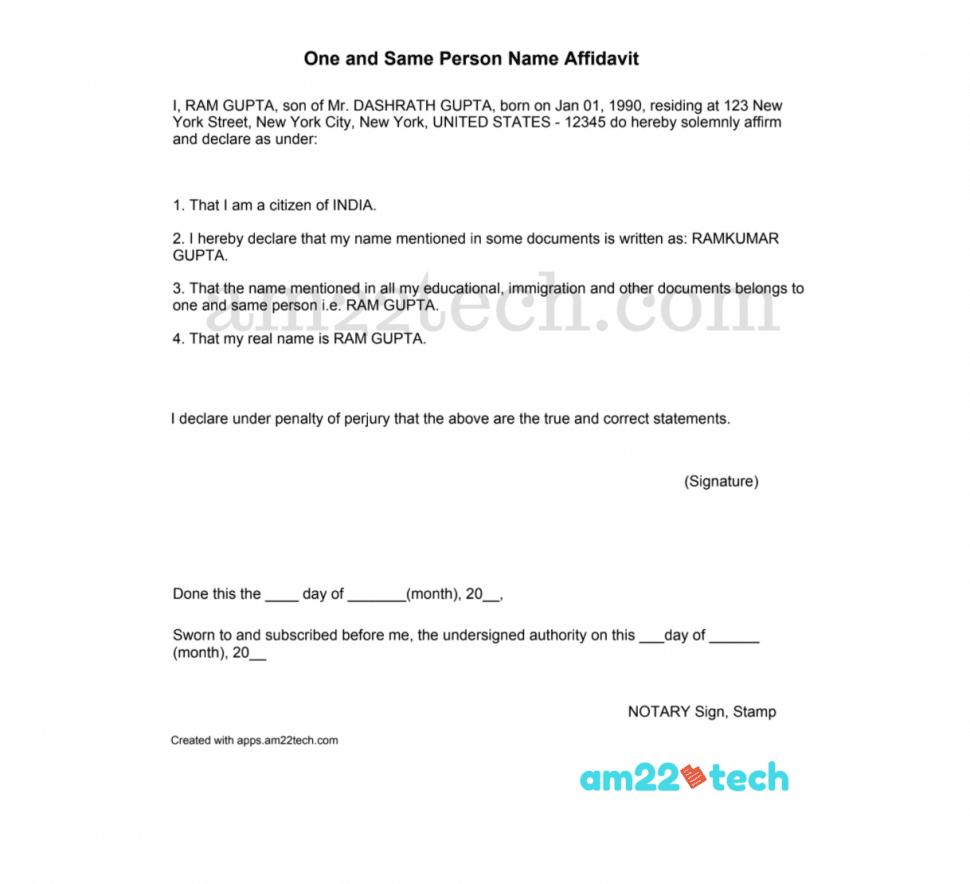 One and Same Person Name Affidavit
I, RAM GUPTA, son of Mr. DASHRATH GUPTA, born on Jan 01, 1990, residing at 123 New
York Street, New York City, New York, UNITED STATES - 12345 do hereby solemnly affirm
and declare as under:
1. That I am a citizen of INDIA.
2. I hereby declare that my name mentioned in some documents is written as: RAMKUMAR
GUPTA.
3. That the name mentioned in all my educational, immigration and other documents belongs to
one and same person i.e. RAM GUPTA.
am22tech.com
4. That my real name is RAM GUPTA.
I declare under penalty of perjury that the above are the true and correct statements.
(Signature)
Done this the ____ day of _______(month), 20__,
Sworn to and subscribed before me, the undersigned authority on this ___day of ______
(month), 20__
NOTARY Sign, Stamp
Created with apps.am22tech.com
am22 tech